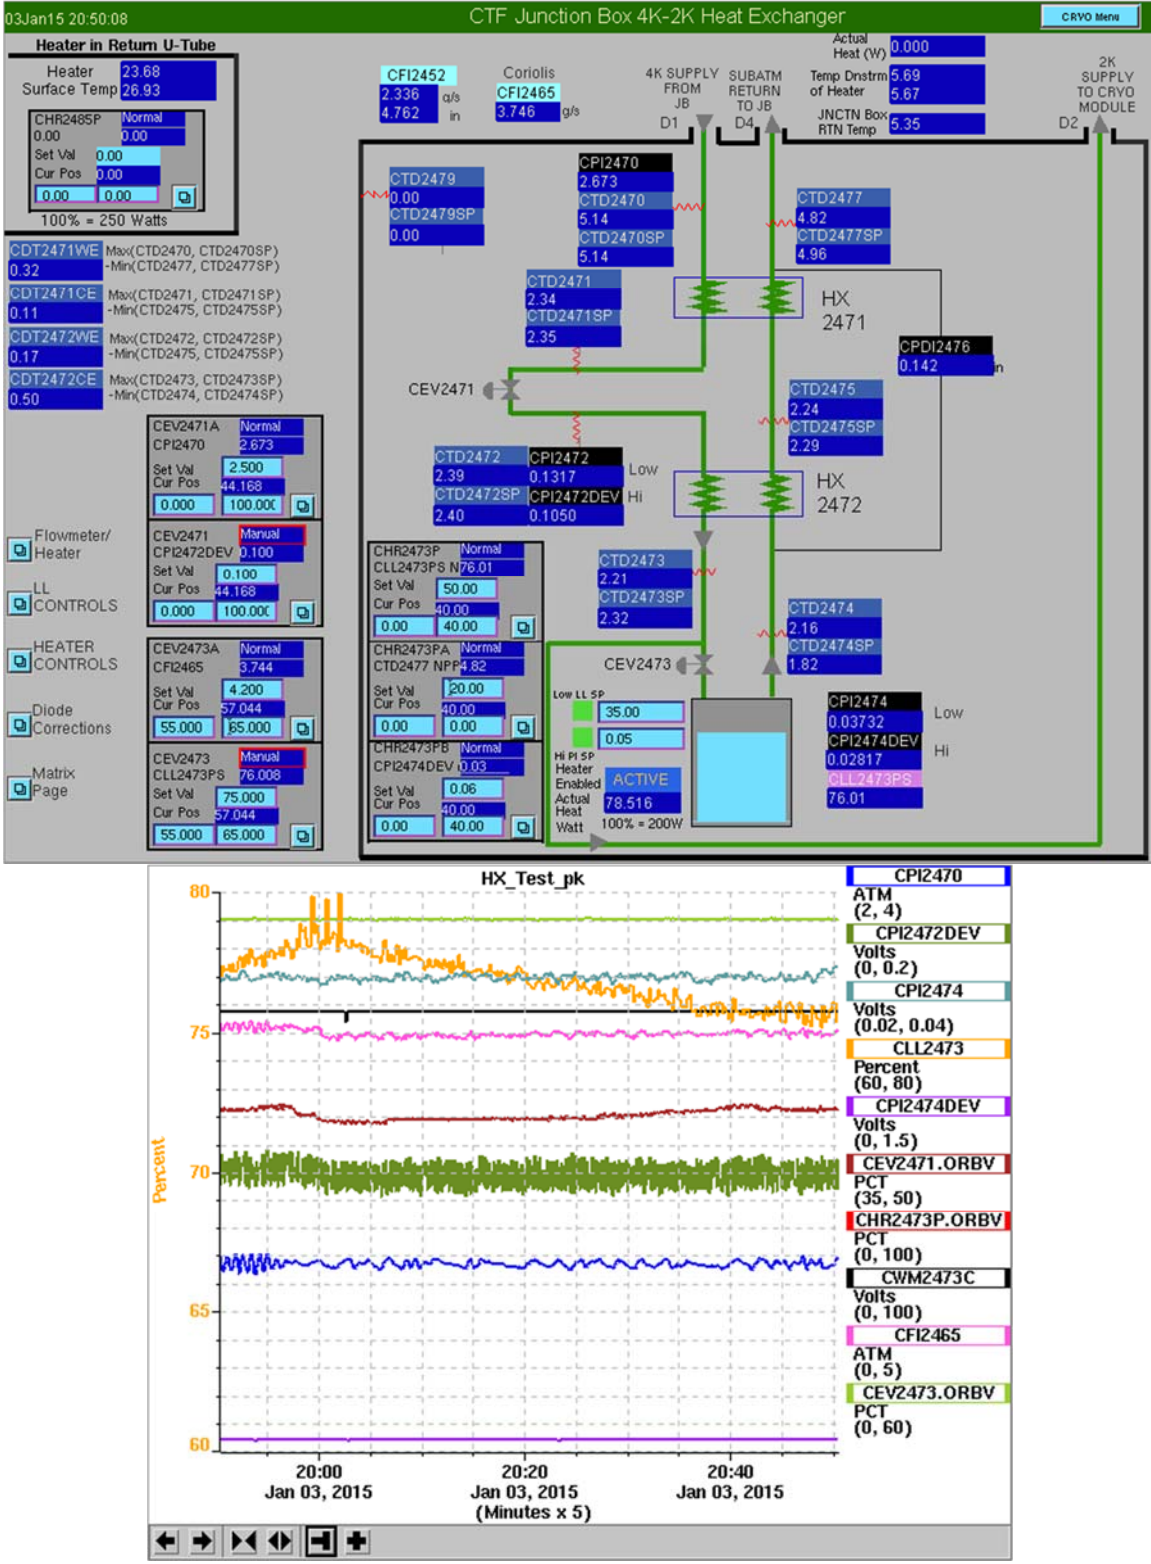 03Jan15 20:50:08
CTF Junction Box 4K-2K Heat Exchanger
CRYO Menu
Heater in Return U-Tube
Heater 23.68
Surface Temp 26.93
CHR2485P Normal
0.00 0.00
Set Val 0.00
Cur Pos 0.00
0.00 0.00
100% = 250 Watts
CFI2452
2.336 g/s
4.762 in
Coriolis
CFI2465
3.746 g/s
4K SUPPLY
FROM
JB
D1
SUBATM
RETURN
TO JB
D4
Actual
Heat (W) 0.000
Temp Dnstrm 5.69
of Heater 5.67
JNCTN Box
RTN Temp 5.35
2K
SUPPLY
TO CRYO
MODULE
D2
CDT2471WE Max(CTD2470, CTD2470SP)
0.32 -Min(CTD2477, CTD2477SP)
CDT2471CE Max(CTD2471, CTD2471SP)
0.11 -Min(CTD2475, CTD2475SP)
CDT2472WE Max(CTD2472, CTD2472SP)
0.17 -Min(CTD2475, CTD2475SP)
CDT2472CE Max(CTD2473, CTD2473SP)
0.50 -Min(CTD2474, CTD2474SP)
CTD2479
0.00
CTD2479SP
0.00
CPI2470
2.673
CTD2470
5.14
CTD2470SP
5.14
CTD2477
4.82
CTD2477SP
4.96
CTD2471
2.34
CTD2471SP
2.35
HX
2471
CPDI2476
0.142 in
CEV2471
CTD2475
2.24
CTD2475SP
2.29
CTD2472 CPI2472
2.39 0.1317 Low
CTD2472SP CPI2472DEV Hi
2.40 0.1050
HX
2472
CEV2471A Normal
CPI2470 2.673
Set Val 2.500
Cur Pos 44.168
0.000 100.00
CEV2471 Manual
CPI2472DEV 0.100
Set Val 0.100
Cur Pos 44.168
0.000 100.00
Flowmeter/
Heater
LL
CONTROLS
HEATER
CONTROLS
Diode
Corrections
Matrix
Page
CEV2473A Normal
CFI2465 3.744
Set Val 4.200
Cur Pos 57.044
55.000 65.000
CEV2473 Manual
CLL2473PS 76.008
Set Val 75.000
Cur Pos 57.044
55.000 65.000
CHR2473P Normal
CLL2473PS N 76.01
Set Val 50.00
Cur Pos 40.00
0.00 40.00
CHR2473PA Normal
CTD2477 NPP 4.82
Set Val 20.00
Cur Pos 40.00
0.00 0.00
CHR2473PB Normal
CPI2474DEV 0.03
Set Val 0.06
Cur Pos 40.00
0.00 40.00
CTD2473
2.21
CTD2473SP
2.32
CTD2474
2.16
CTD2474SP
1.82
CEV2473
Low LL SP
35.00
0.05
Hi PI SP
Heater
Enabled ACTIVE
Actual
Heat 78.516
Watt 100% = 200W
CPI2474
0.03732 Low
CPI2474DEV
0.02817 Hi
CLL2473PS
76.01
HX_Test_pk
80
75
70
65
60
Percent
20:00
Jan 03, 2015
20:20
Jan 03, 2015
20:40
Jan 03, 2015
(Minutes x 5)
CPI2470
ATM
(2, 4)
CPI2472DEV
Volts
(0, 0.2)
CPI2474
Volts
(0.02, 0.04)
CLL2473
Percent
(60, 80)
CPI2474DEV
Volts
(0, 1.5)
CEV2471.ORBV
PCT
(35, 50)
CHR2473P.ORBV
PCT
(0, 100)
CWM2473C
Volts
(0, 100)
CFI2465
ATM
(0, 5)
CEV2473.ORBV
PCT
(0, 60)